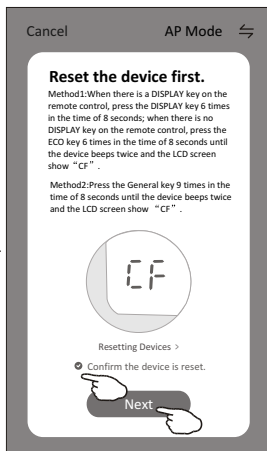 Cancel AP Mode
Reset the device first.
Method1:When there is a DISPLAY key on the
remote control, press the DISPLAY key 6 times
in the time of 8 seconds; when there is no
DISPLAY key on the remote control, press the
ECO key 6 times in the time of 8 seconds until
the device beeps twice and the LCD screen
show “CF”.
Method2:Press the General key 9 times in the
time of 8 seconds until the device beeps twice
and the LCD screen show “CF”.
CF
Resetting Devices >
Confirm the device is reset.
Next